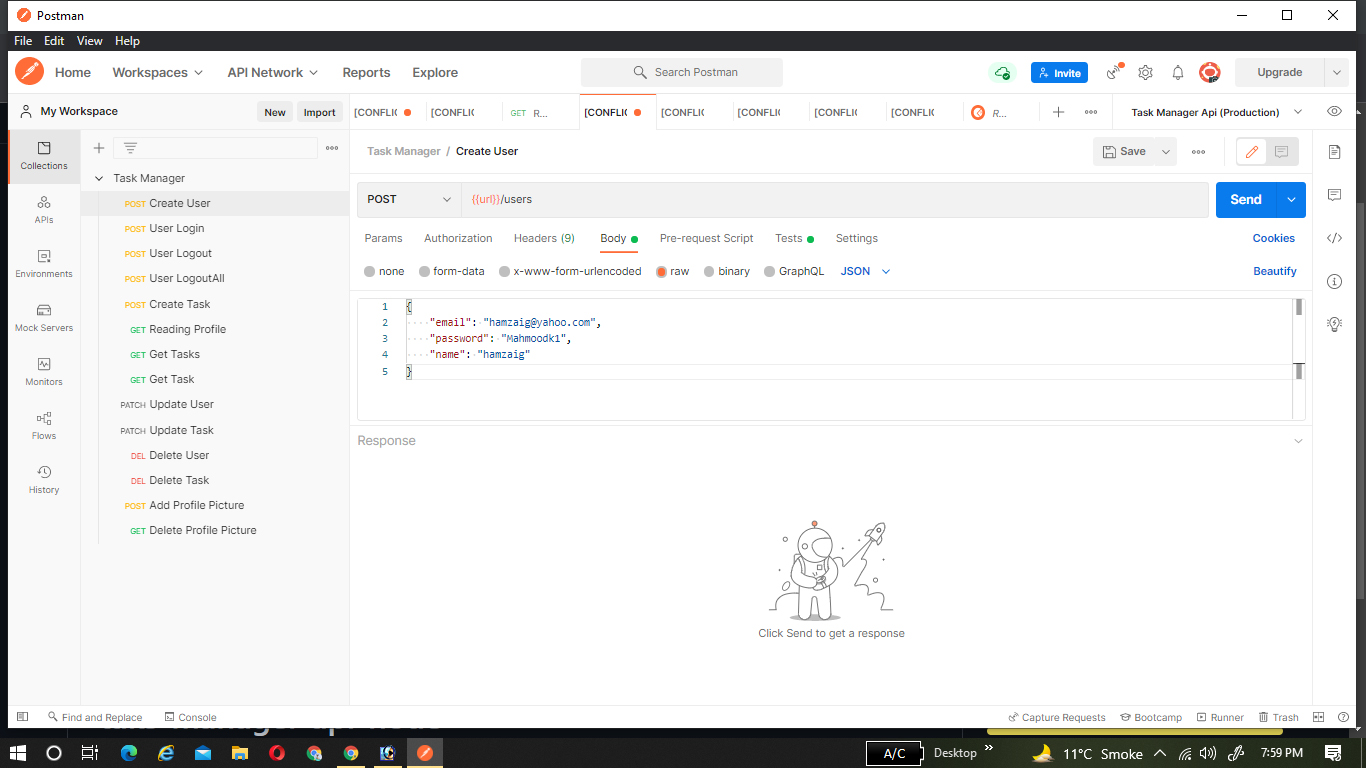 Postman
File Edit View Help
Home Workspaces API Network Reports Explore Search Postman Invite Upgrade
My Workspace New Import [CONFLIC [CONFLIC GET R... [CONFLIC [CONFLIC [CONFLIC [CONFLIC [CONFLIC R... Task Manager Api (Production)
Collections
APIs
Environments
Mock Servers
Monitors
Flows
History
Task Manager
POST Create User
POST User Login
POST User Logout
POST User LogoutAll
POST Create Task
GET Reading Profile
GET Get Tasks
GET Get Task
PATCH Update User
PATCH Update Task
DEL Delete User
DEL Delete Task
POST Add Profile Picture
GET Delete Profile Picture
Task Manager / Create User Save
POST {{url}}/users Send
Params Authorization Headers (9) Body Pre-request Script Tests Settings Cookies
none form-data x-www-form-urlencoded raw binary GraphQL JSON Beautify
1 {
2 "email": "hamzaig@yahoo.com",
3 "password": "Mahmoodk1",
4 "name": "hamzaig"
5 }
Response
Click Send to get a response
Find and Replace Console Capture Requests Bootcamp Runner Trash
A/C Desktop 11°C Smoke 7:59 PM